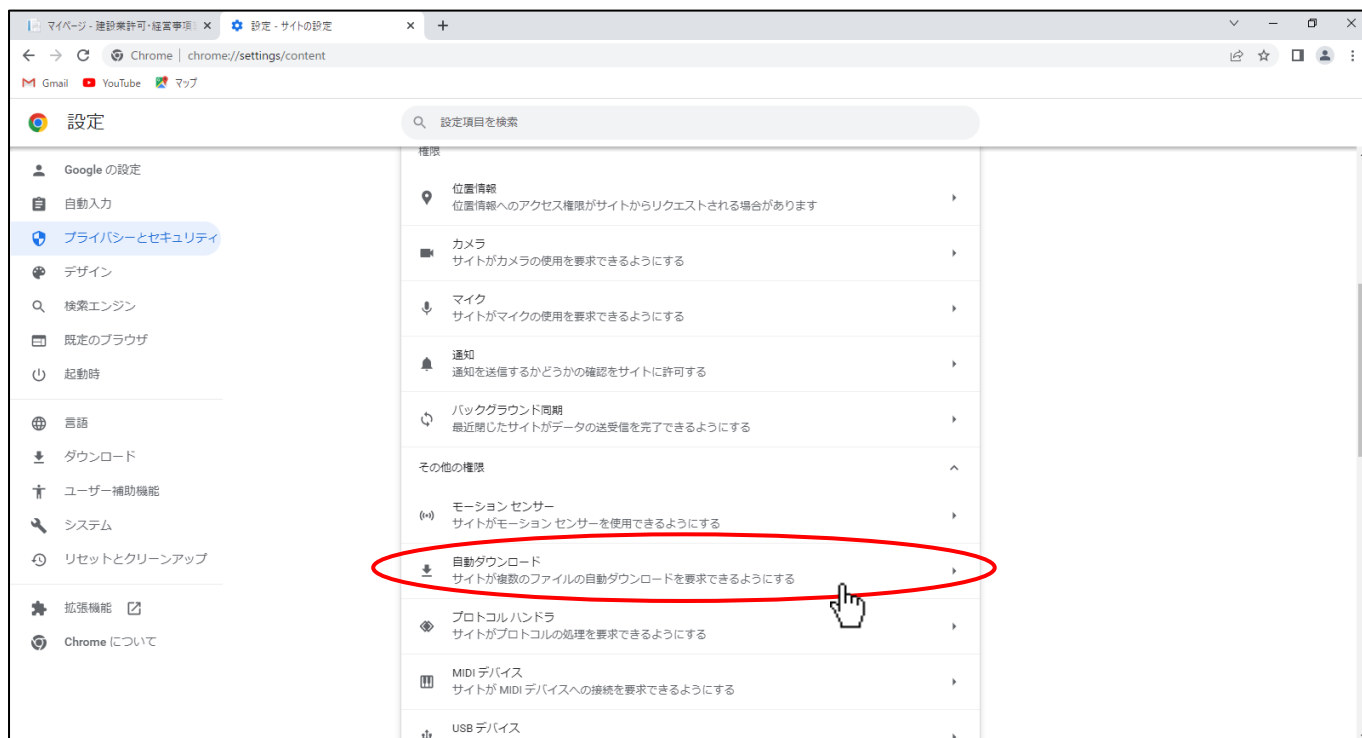 マイページ - 建設業許可・経営事項
設定 - サイトの設定
Chrome | chrome://settings/content
Gmail
YouTube
マップ
設定
設定項目を検索
Google の設定
自動入力
プライバシーとセキュリティ
デザイン
検索エンジン
既定のブラウザ
起動時
言語
ダウンロード
ユーザー補助機能
システム
リセットとクリーンアップ
拡張機能
Chrome について
権限
位置情報
位置情報へのアクセス権限がサイトからリクエストされる場合があります
カメラ
サイトがカメラの使用を要求できるようにする
マイク
サイトがマイクの使用を要求できるようにする
通知
通知を送信するかどうかの確認をサイトに許可する
バックグラウンド同期
最近閉じたサイトがデータの送受信を完了できるようにする
その他の権限
モーション センサー
サイトがモーション センサーを使用できるようにする
自動ダウンロード
サイトが複数のファイルの自動ダウンロードを要求できるようにする
プロトコル ハンドラ
サイトがプロトコルの処理を要求できるようにする
MIDI デバイス
サイトが MIDI デバイスへの接続を要求できるようにする
USB デバイス